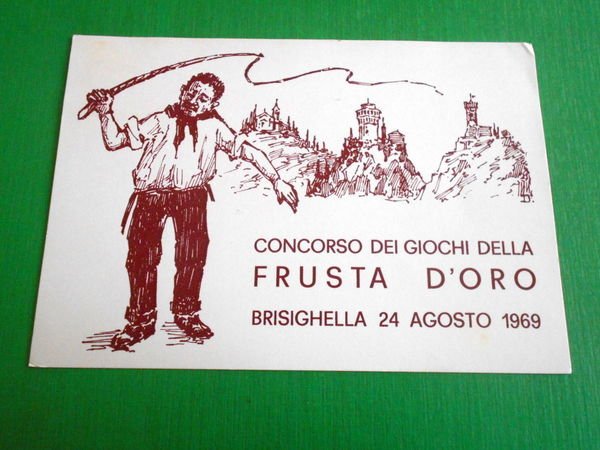 CONCORSO DEI GIOCHI DELLA
FRUSTA D'ORO
BRISIGHELLA 24 AGOSTO 1969